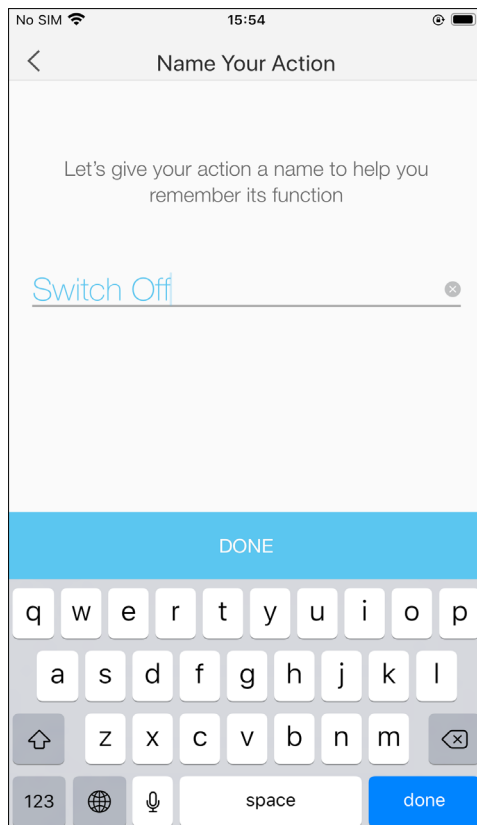 No SIM 15:54
Name Your Action
Let's give your action a name to help you
remember its function
Switch Off
DONE
q w e r t y u i o p
a s d f g h j k l
z x c v b n m
123 space done